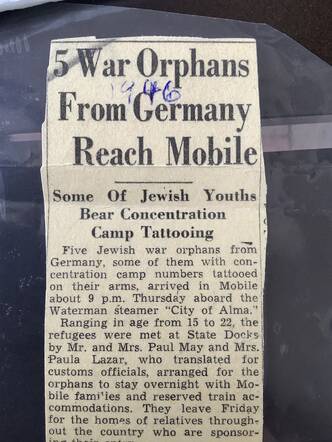 5 War Orphans
1946
From Germany
Reach Mobile
Some Of Jewish Youths
Bear Concentration
Camp Tattooing
Five Jewish war orphans from
Germany, some of them with con-
centration camp numbers tattooed
on their arms, arrived in Mobile
about 9 p.m. Thursday aboard the
Waterman steamer "City of Alma."
Ranging in age from 15 to 22, the
refugees were met at State Docks
by Mr. and Mrs. Paul May and Mrs.
Paula Lazar, who translated for
customs officials, arranged for the
orphans to stay overnight with Mo-
bile families and reserved train ac-
commodations. They leave Friday
for the homes of relatives through-
out the country who are sponsor-
ing their entry